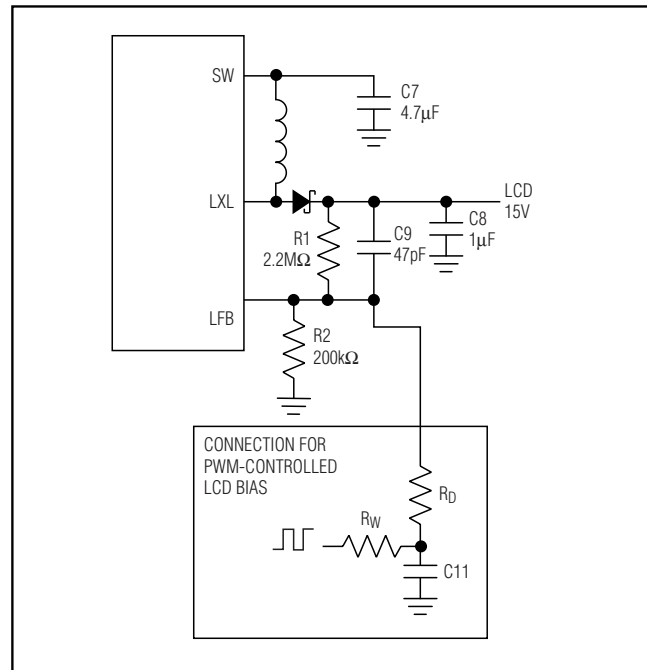 SW
C7
4.7μF
LXL
LCD
15V
R1
2.2MΩ
C9
47pF
C8
1μF
LFB
R2
200kΩ
CONNECTION FOR
PWM-CONTROLLED
LCD BIAS
RD
RW
C11